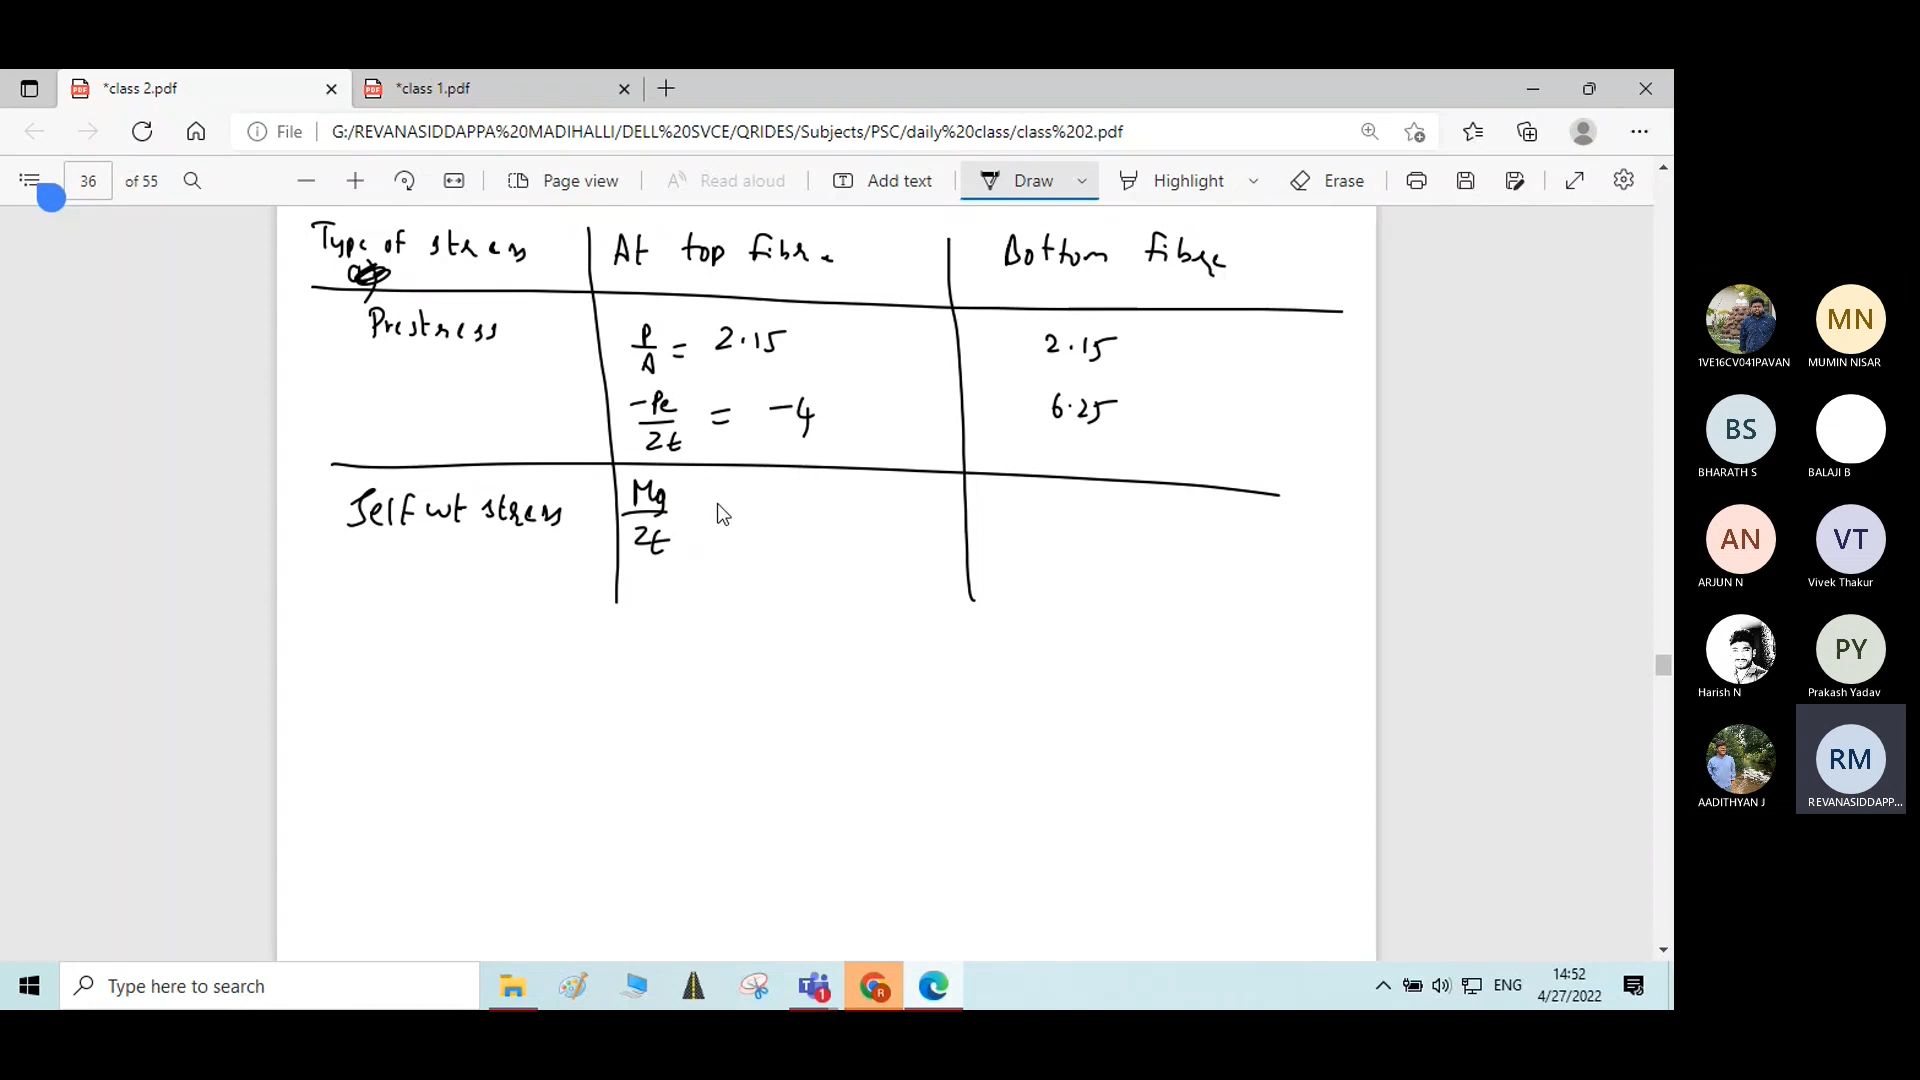 *class 2.pdf
*class 1.pdf
File
G:/REVANASIDDAPPA%20MADIHALLI/DELL%20SVCE/QRIDES/Subjects/PSC/daily%20class/class%202.pdf
36 of 55
Page view
Read aloud
Add text
Draw
Highlight
Erase
Type of stress At top fibre Bottom fibre
Prestress P/A = 2.15 2.15
-Pe/Zt = -4 6.25
Self wt stress Mg/Zt
1VE16CV041PAVAN MUMIN NISAR
MN
BS
BHARATH S BALAJI B
AN VT
ARJUN N Vivek Thakur
PY
Harish N Prakash Yadav
RM
AADITHYAN J REVANASIDDAPP...
Type here to search
1
R
ENG
14:52
4/27/2022